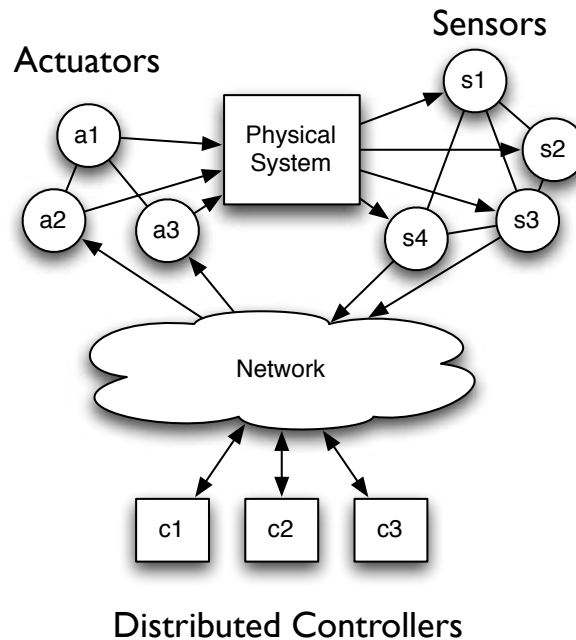 Sensors
Actuators
s1
a1
Physical
System
s2
a2
a3
s4
s3
Network
c1
c2
c3
Distributed Controllers